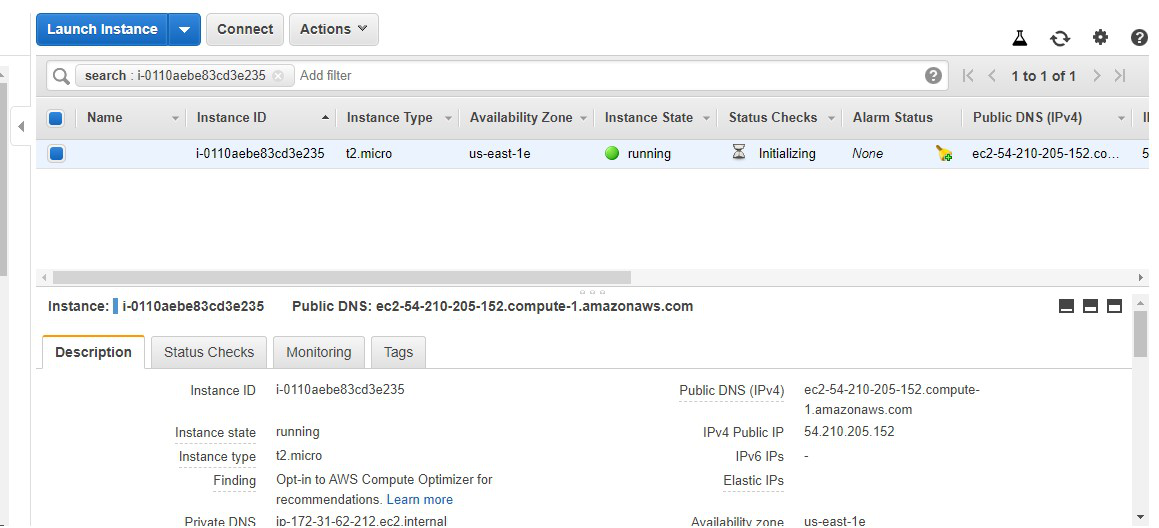 Launch Instance Connect Actions
search : i-0110aebe83cd3e235 Add filter 1 to 1 of 1
Name Instance ID Instance Type Availability Zone Instance State Status Checks Alarm Status Public DNS (IPv4)
i-0110aebe83cd3e235 t2.micro us-east-1e running Initializing None ec2-54-210-205-152.co... 5
Instance: i-0110aebe83cd3e235 Public DNS: ec2-54-210-205-152.compute-1.amazonaws.com
Description Status Checks Monitoring Tags
Instance ID i-0110aebe83cd3e235 Public DNS (IPv4) ec2-54-210-205-152.compute-
1.amazonaws.com
Instance state running IPv4 Public IP 54.210.205.152
Instance type t2.micro IPv6 IPs -
Finding Opt-in to AWS Compute Optimizer for Elastic IPs
recommendations. Learn more
Private DNS ip-172-31-62-212.ec2.internal Availability zone us-east-1e